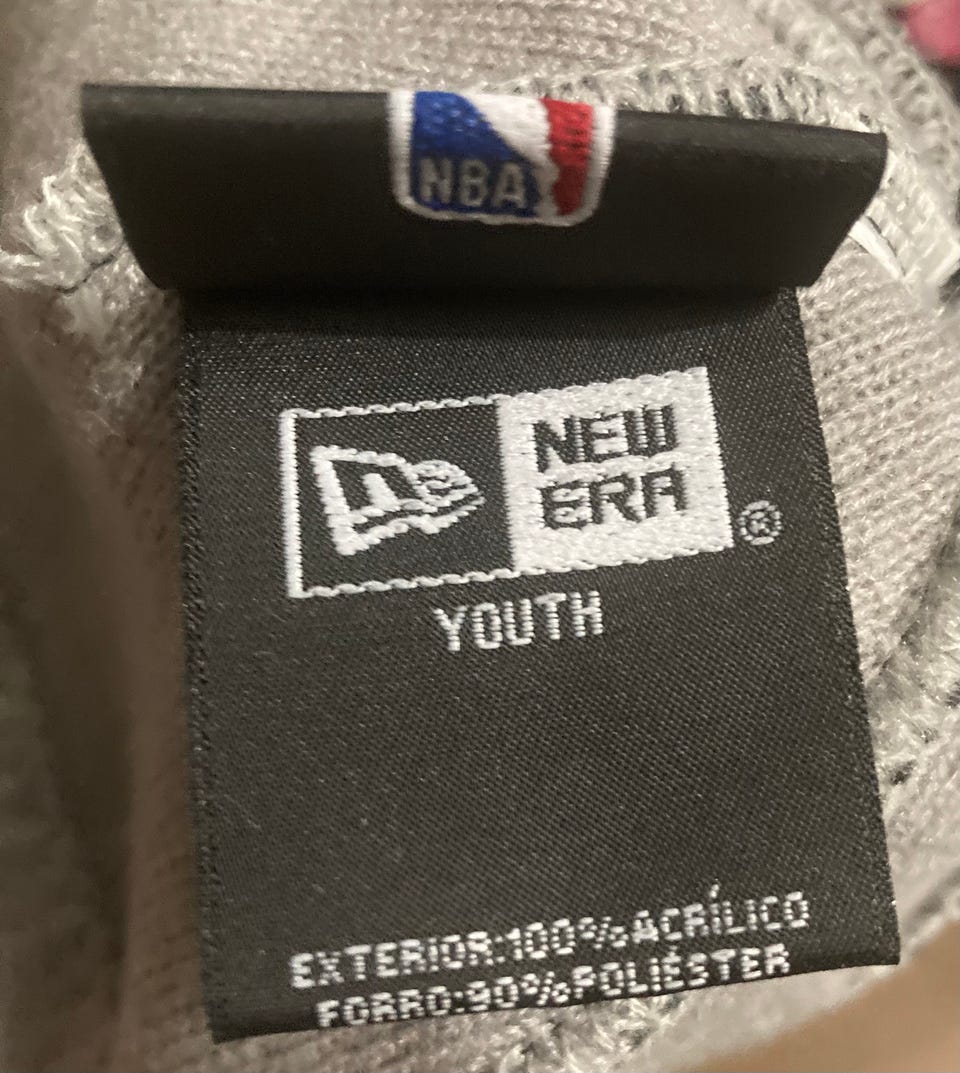 NBA
NEW
ERA
®
YOUTH
EXTERIOR:100%ACRÍLICO
FORRO:90%POLIÉSTER